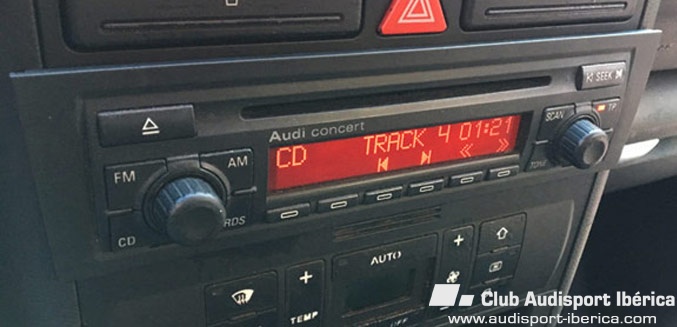 SEEK
SCAN
TP
Audi concert
CD TRACK 4 01:21
FM
AM
TONE
CD
RDS
AUTO
+
+
TEMP
OFF
Club Audisport Ibérica
www.audisport-iberica.com